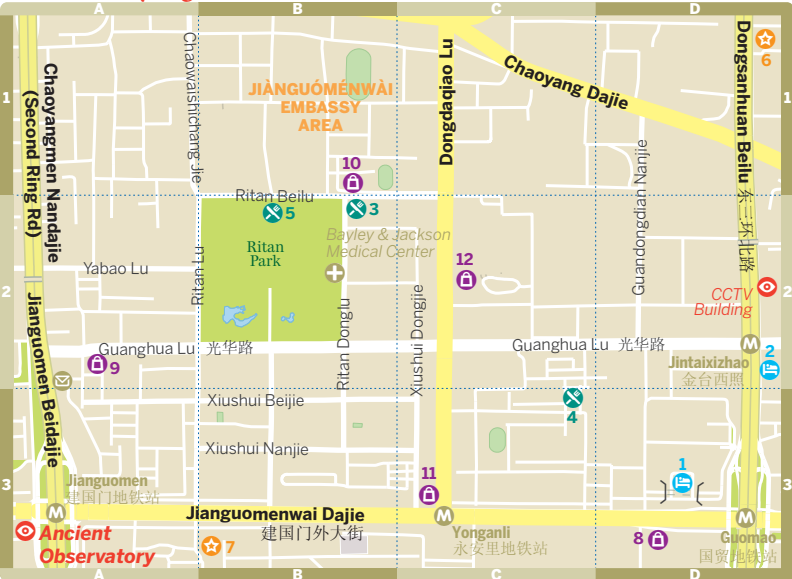 A
B
C
D
1
2
3
1
2
3
Chaoyangmen Nandajie
(Second Ring Rd)
Chaowaishichang Jie
JIÀNGUÓMÉNWÀI
EMBASSY
AREA
Dongdaqiao Lu
Chaoyang Dajie
Dongsanhuan Beilu 东三环北路
6
10
Ritan Beilu
5
3
Ritan
Park
Bayley & Jackson
Medical Center
Guandongdian Nanjie
Yabao Lu
Ritan Lu
12
CCTV
Building
Jianguomen Beidajie
Ritan Donglu
Xiushui Dongjie
Guanghua Lu 光华路
Guanghua Lu 光华路
M
Jintaixizhao
金台西照
2
9
Xiushui Beijie
4
Xiushui Nanjie
Jianguomen
建国门地铁站
11
1
M
Jianguomenwai Dajie
建国门外大街
M
Yonganli
永安里地铁站
M
Guomao
国贸地铁站
Ancient
Observatory
7
8
A
B
C
D